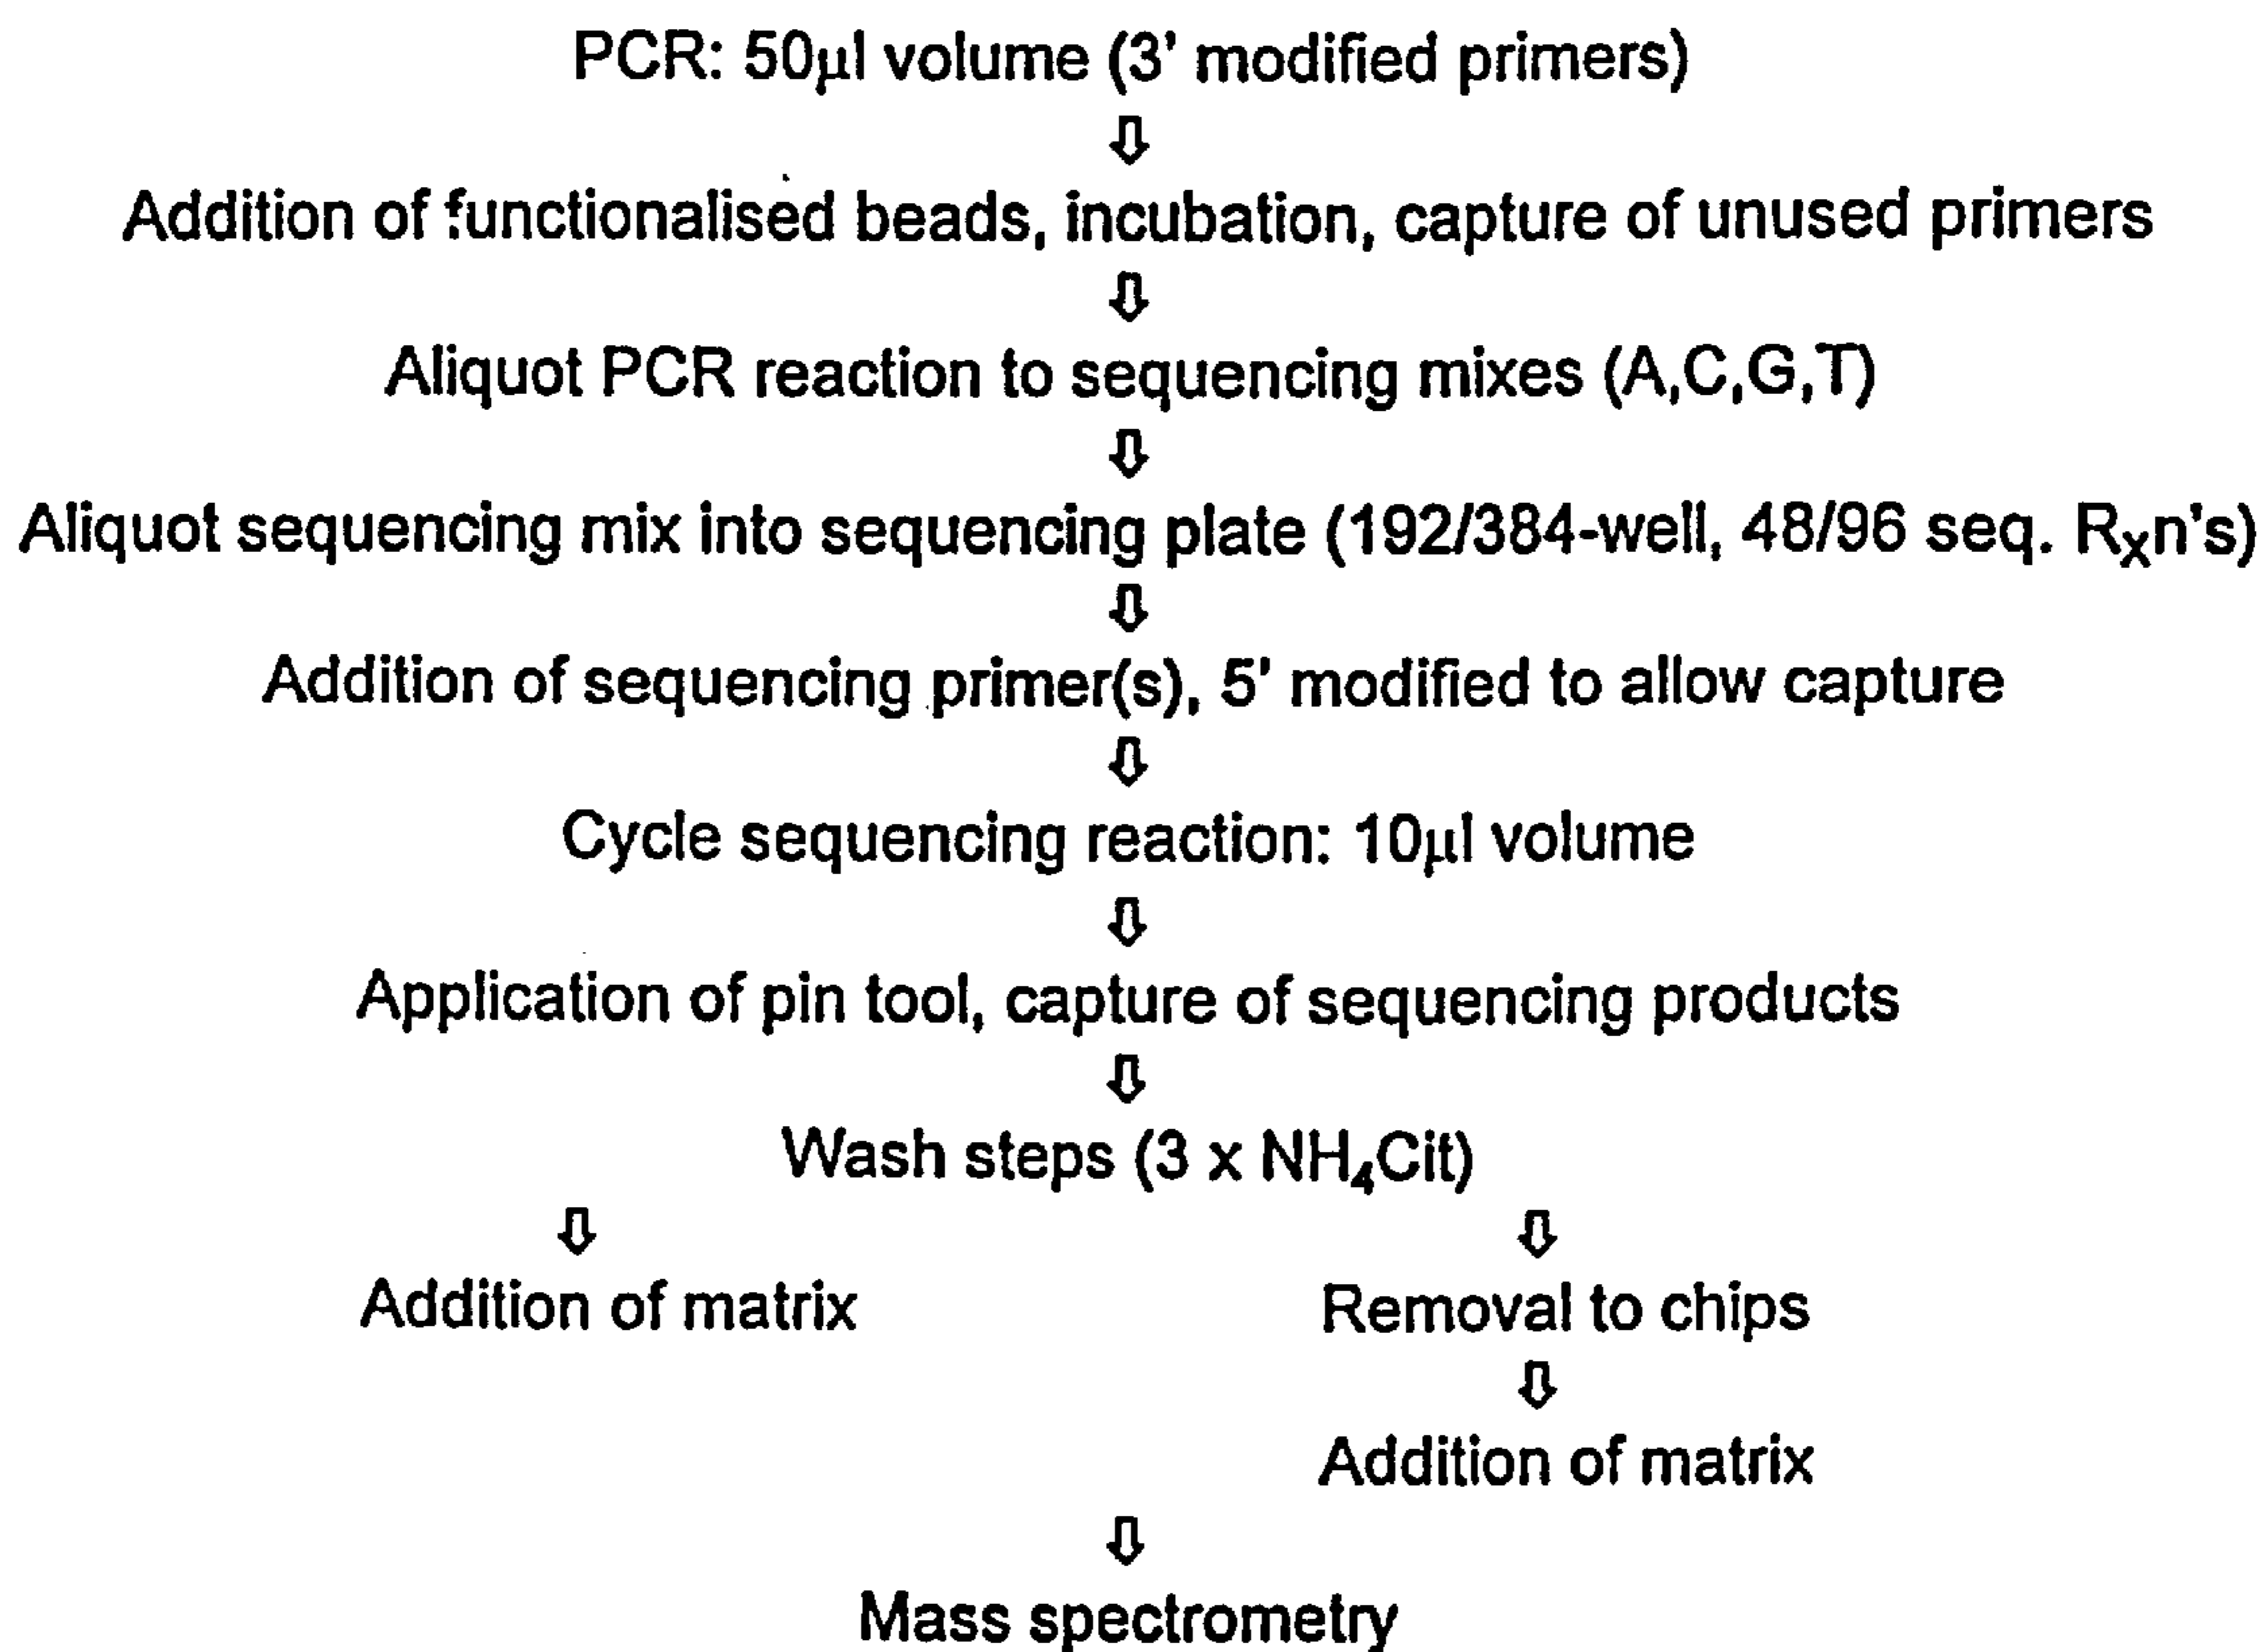 PCR: 50µl volume (3' modified primers)
⇩
Addition of functionalised beads, incubation, capture of unused primers
⇩
Aliquot PCR reaction to sequencing mixes (A,C,G,T)
⇩
Aliquot sequencing mix into sequencing plate (192/384-well, 48/96 seq. Rₓn's)
⇩
Addition of sequencing primer(s), 5' modified to allow capture
⇩
Cycle sequencing reaction: 10µl volume
⇩
Application of pin tool, capture of sequencing products
⇩
Wash steps (3 x NH₄Cit)
⇩ ⇩
Addition of matrix Removal to chips
⇩
Addition of matrix
⇩
Mass spectrometry